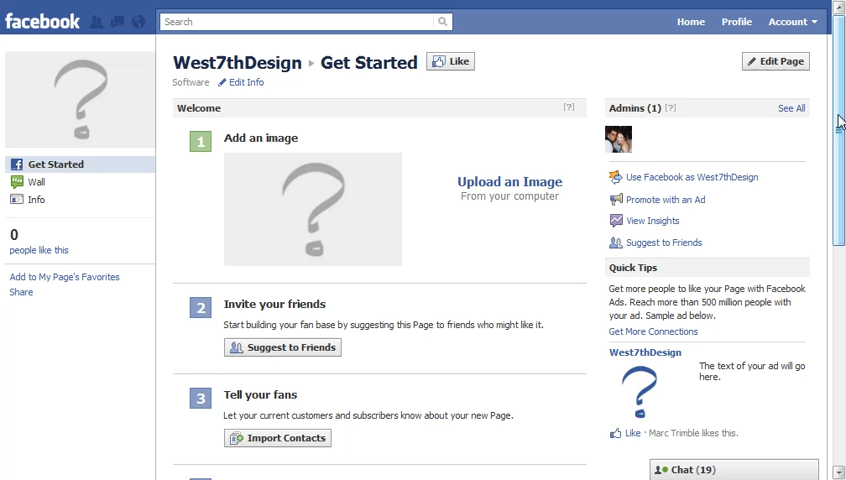 facebook
Search
Home Profile Account
West7thDesign ▸ Get Started
Like
Edit Page
Software
Edit Info
Get Started
Wall
Info
0
people like this
Add to My Page's Favorites
Share
Welcome [?]
1 Add an image
Upload an Image
From your computer
2 Invite your friends
Start building your fan base by suggesting this Page to friends who might like it.
Suggest to Friends
3 Tell your fans
Let your current customers and subscribers know about your new Page.
Import Contacts
Admins (1) [?] See All
Use Facebook as West7thDesign
Promote with an Ad
View Insights
Suggest to Friends
Quick Tips
Get more people to like your Page with Facebook
Ads. Reach more than 500 million people with
your ad. Sample ad below.
Get More Connections
West7thDesign
The text of your ad will go
here.
Like · Marc Trimble likes this.
Chat (19)